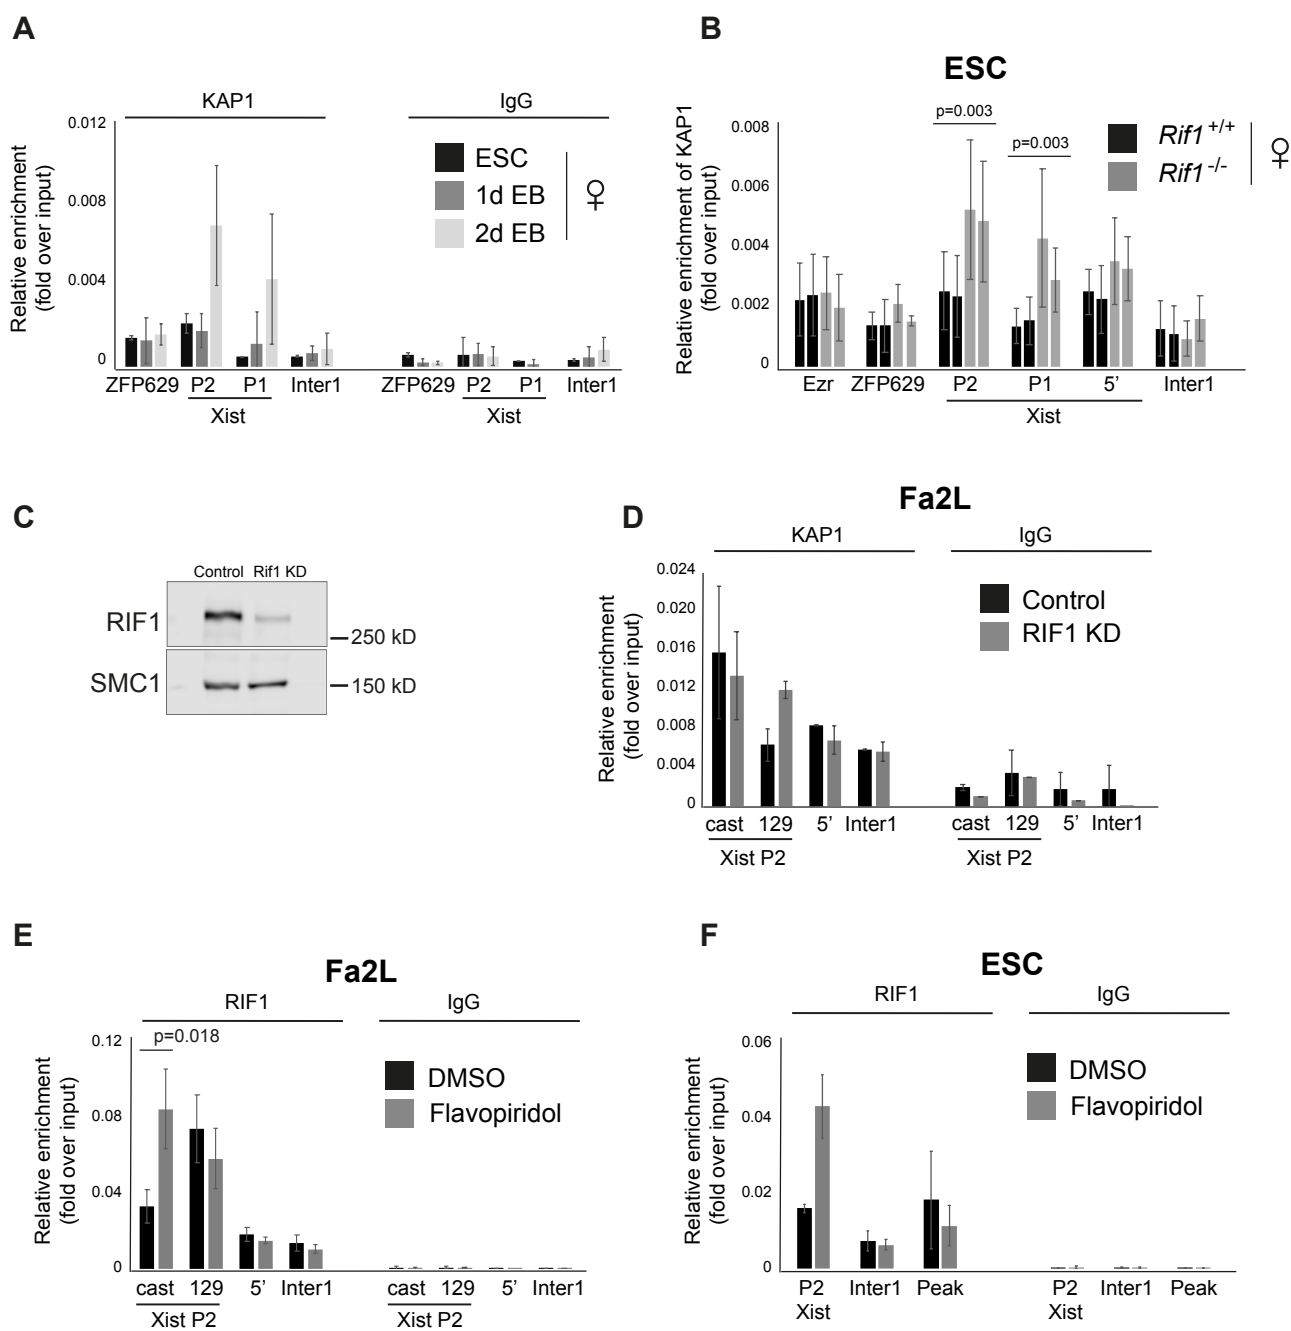 A
KAP1
IgG
Relative enrichment
(fold over input)
0.012
0.008
0.004
0
ESC
1d EB
2d EB
♀
ZFP629 P2 P1 Inter1
Xist
ZFP629 P2 P1 Inter1
Xist
B
ESC
Relative enrichment of KAP1
(fold over input)
0.008
0.006
0.004
0.002
0
p=0.003
p=0.003
Rif1 +/+
Rif1 -/-
♀
Ezr ZFP629 P2 P1 5’ Inter1
Xist
C
Control Rif1 KD
RIF1
250 kD
SMC1
150 kD
D
Fa2L
KAP1
IgG
Relative enrichment
(fold over input)
0.024
0.020
0.016
0.012
0.008
0.004
0
Control
RIF1 KD
cast 129 5’ Inter1
Xist P2
cast 129 5’ Inter1
Xist P2
E
Fa2L
RIF1
IgG
p=0.018
Relative enrichment
(fold over input)
0.12
0.08
0.04
0
DMSO
Flavopiridol
cast 129 5’ Inter1
Xist P2
cast 129 5’ Inter1
Xist P2
F
ESC
RIF1
IgG
Relative enrichment
(fold over input)
0.06
0.04
0.02
0
DMSO
Flavopiridol
P2 Inter1 Peak
Xist
P2 Inter1 Peak
Xist